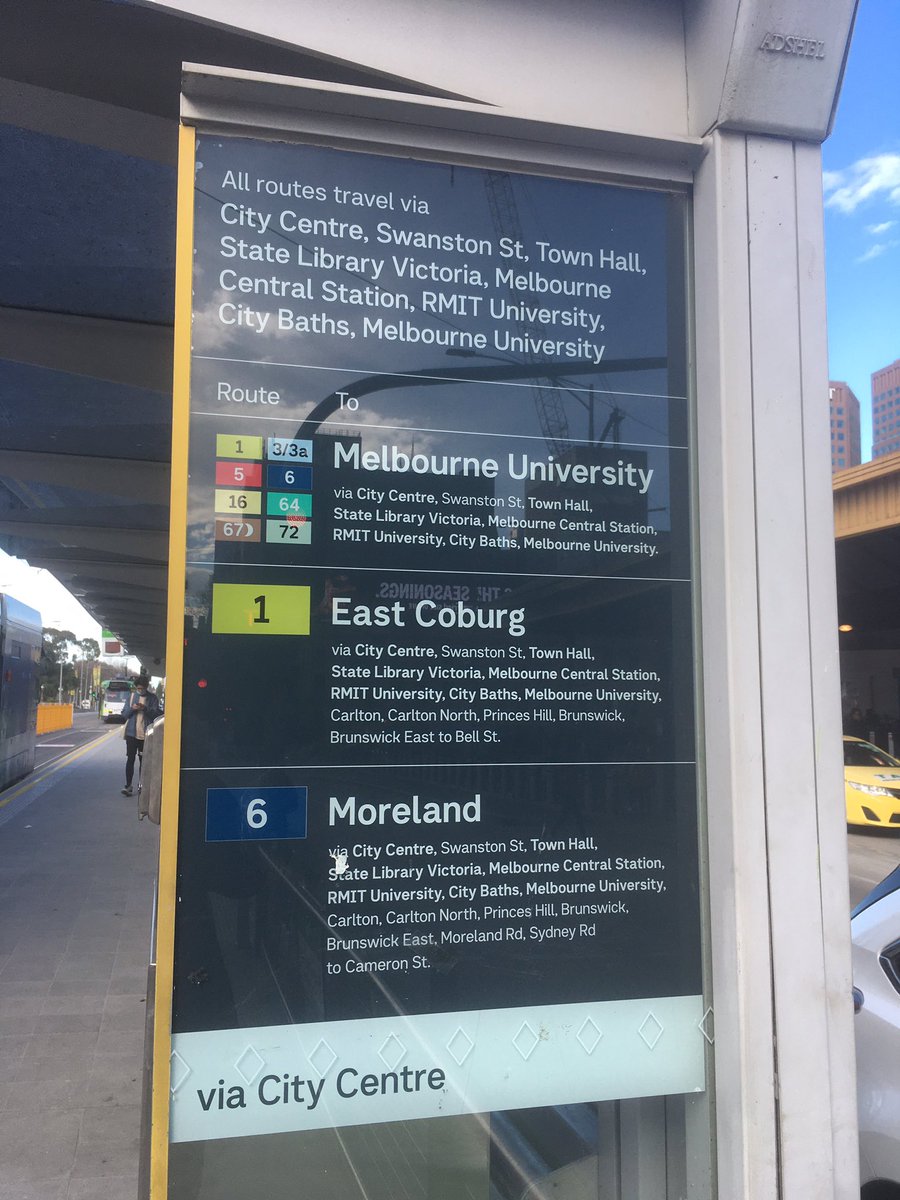 ADSHEL
All routes travel via
City Centre, Swanston St, Town Hall,
State Library Victoria, Melbourne
Central Station, RMIT University,
City Baths, Melbourne University
Route To
1 3/3a
5 6
16 64
67 72
Melbourne University
via City Centre, Swanston St, Town Hall,
State Library Victoria, Melbourne Central Station,
RMIT University, City Baths, Melbourne University.
1 East Coburg
via City Centre, Swanston St, Town Hall,
State Library Victoria, Melbourne Central Station,
RMIT University, City Baths, Melbourne University,
Carlton, Carlton North, Princes Hill, Brunswick,
Brunswick East to Bell St.
6 Moreland
via City Centre, Swanston St, Town Hall,
State Library Victoria, Melbourne Central Station,
RMIT University, City Baths, Melbourne University,
Carlton, Carlton North, Princes Hill, Brunswick,
Brunswick East, Moreland Rd, Sydney Rd
to Cameron St.
via City Centre